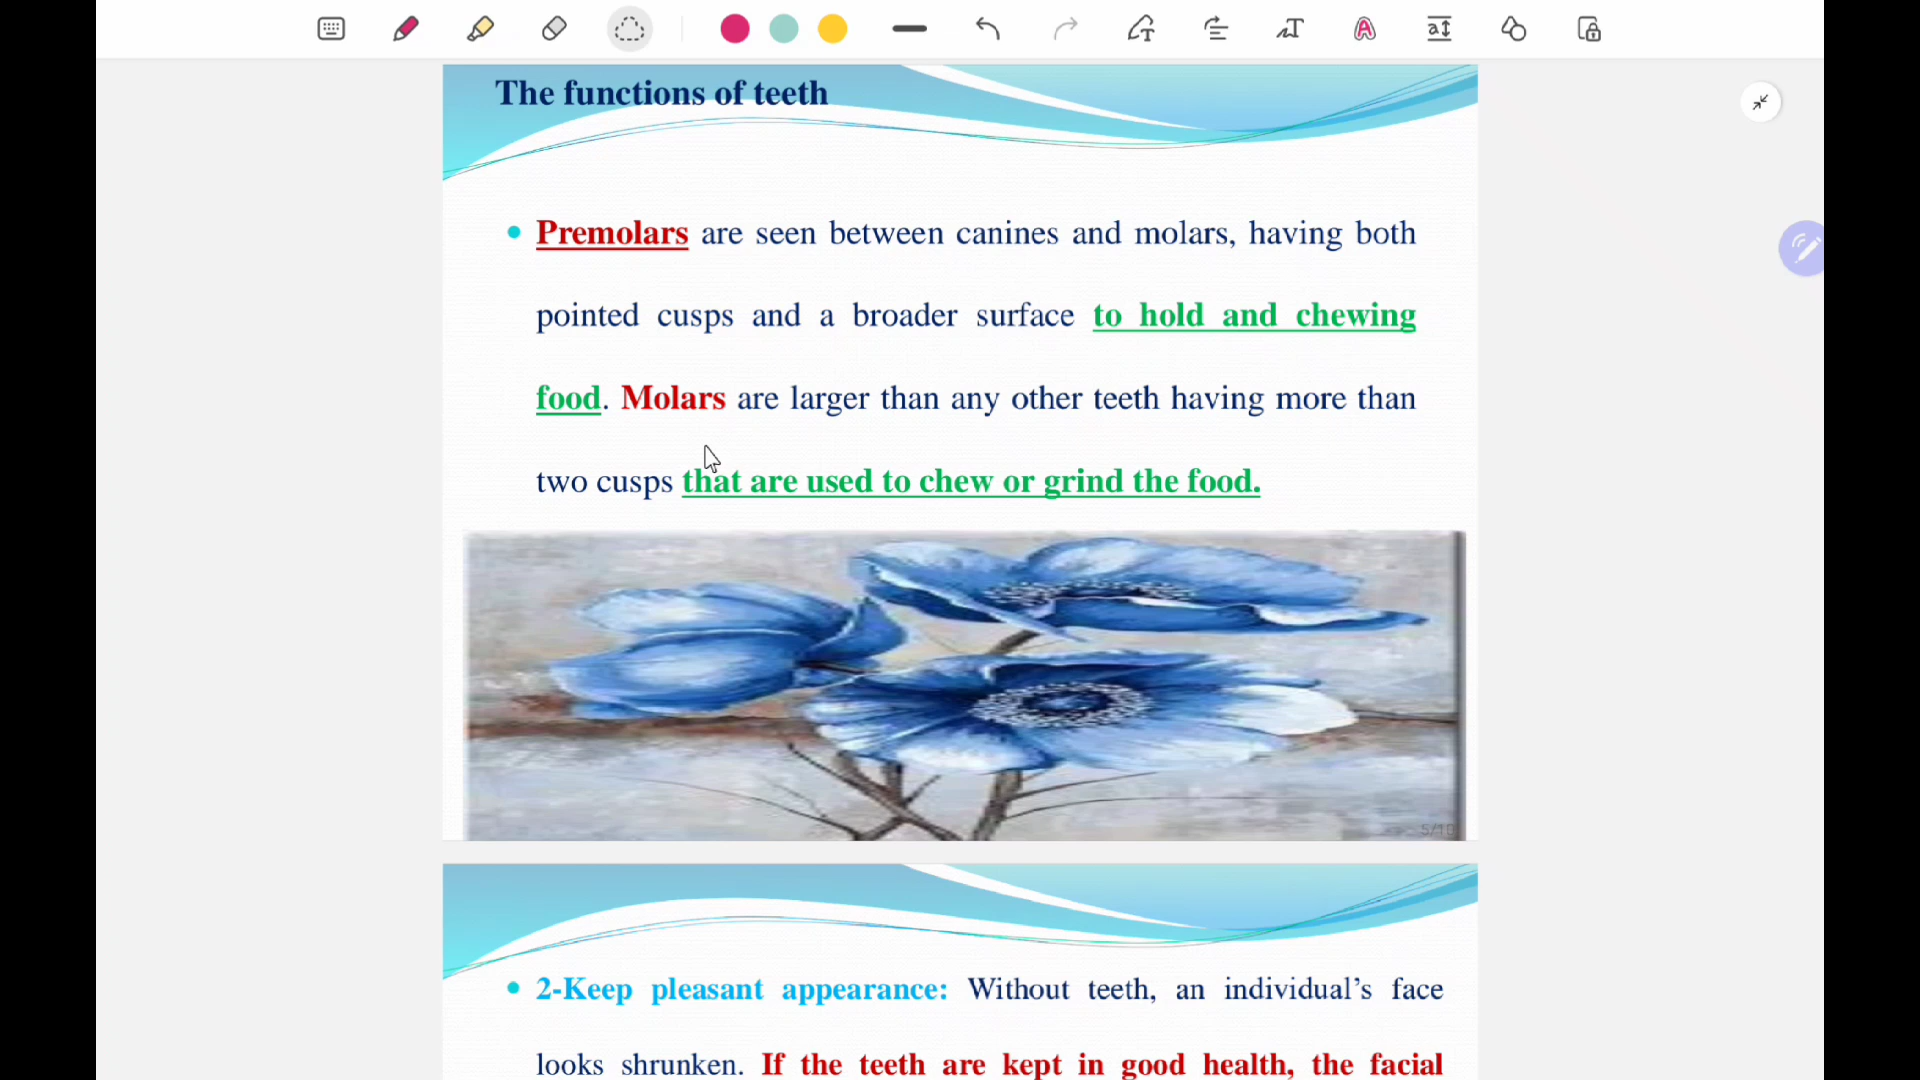 The functions of teeth
• Premolars are seen between canines and molars, having both
pointed cusps and a broader surface to hold and chewing
food. Molars are larger than any other teeth having more than
two cusps that are used to chew or grind the food.
5/10
• 2-Keep pleasant appearance: Without teeth, an individual’s face
looks shrunken. If the teeth are kept in good health, the facial